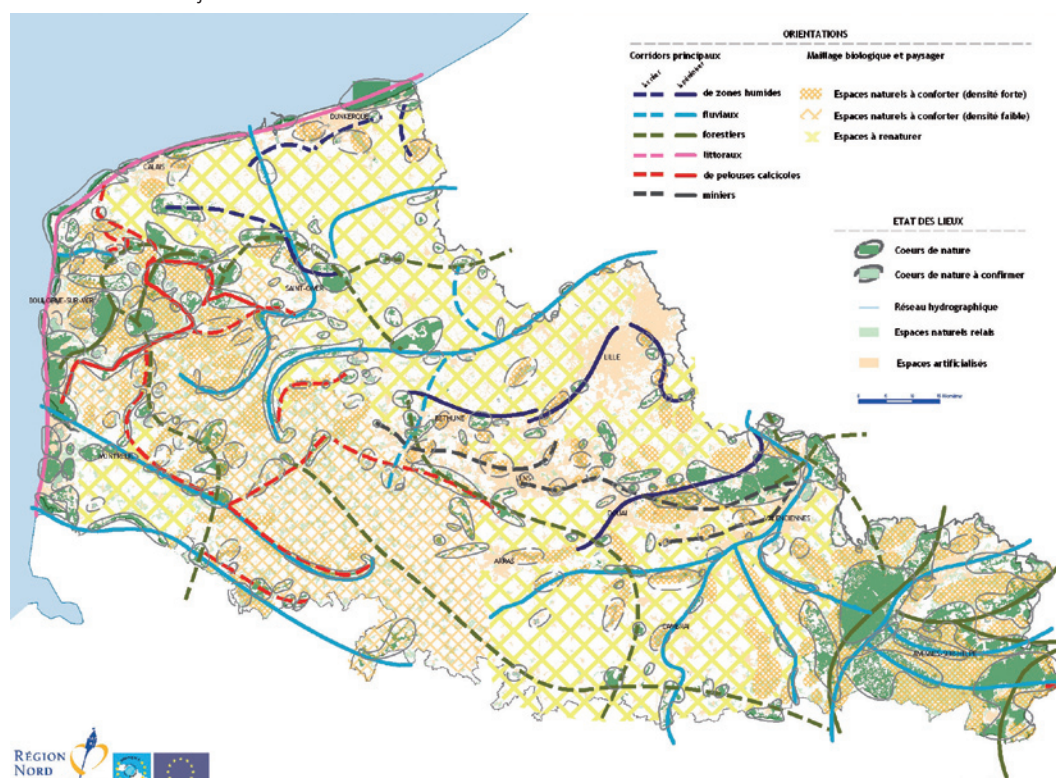 ORIENTATIONS
Corridors principaux
Maillage biologique et paysager
de zones humides
fluviaux
forestiers
littoraux
de pelouses calcicoles
miniers
Espaces naturels à conforter (densité forte)
Espaces naturels à conforter (densité faible)
Espaces à renaturer
ETAT DES LIEUX
Coeurs de nature
Coeurs de nature à confirmer
Réseau hydrographique
Espaces naturels relais
Espaces artificialisés
DUNKERQUE
CALAIS
SAINT-OMER
BOULOGNE-SUR-MER
LILLE
BETHUNE
LENS
MONTREUIL
DOUAI
VALENCIENNES
ARRAS
CAMBRAI
AVESNES-SUR-HELPE
RÉGION
NORD